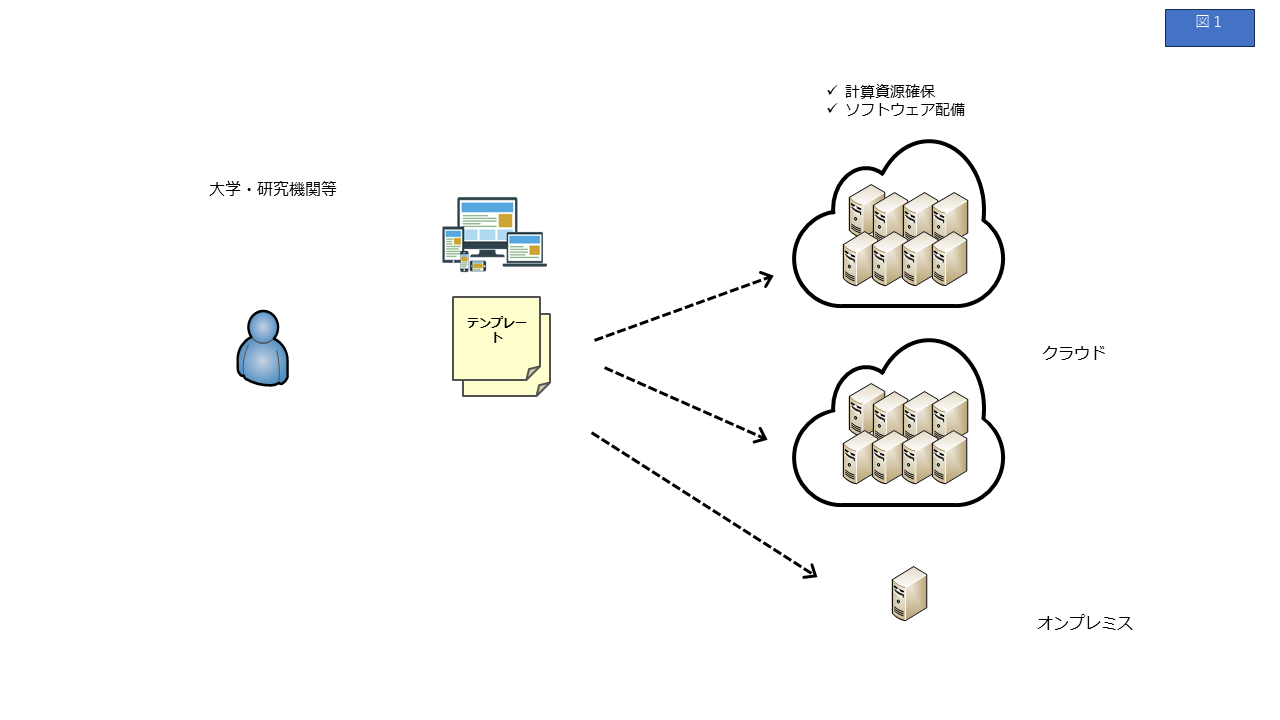 図１
✓ 計算資源確保
✓ ソフトウェア配備
大学・研究機関等
テンプレー
ト
クラウド
オンプレミス